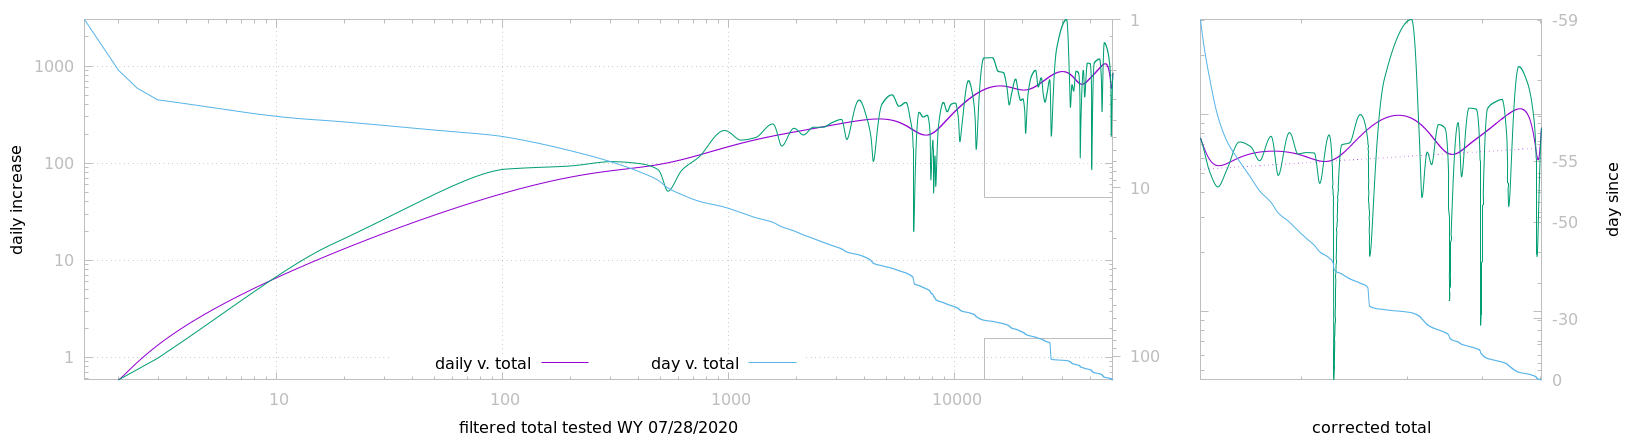 daily increase
1000
100
10
1
daily v. total
day v. total
10
100
1000
10000
filtered total tested WY 07/28/2020
1
10
100
-59
-55
-50
-30
0
day since
corrected total